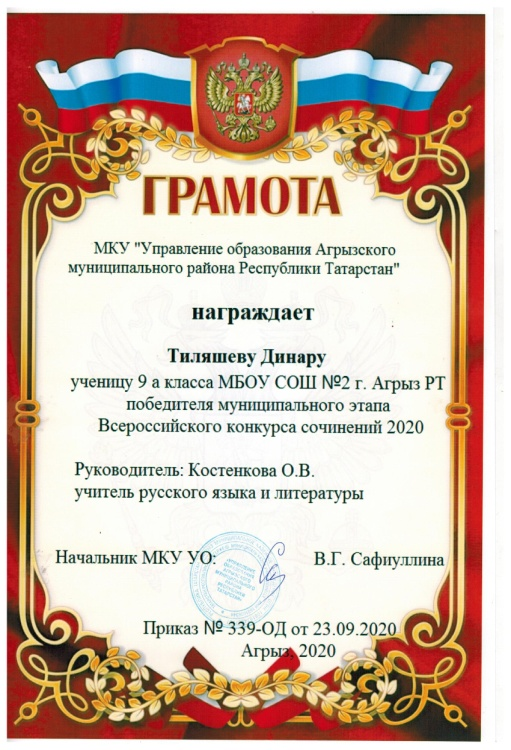 ГРАМОТА
МКУ "Управление образования Агрызского
муниципального района Республики Татарстан"
награждает
Тиляшеву Динару
ученицу 9 а класса МБОУ СОШ №2 г. Агрыз РТ
победителя муниципального этапа
Всероссийского конкурса сочинений 2020
Руководитель: Костенкова О.В.
учитель русского языка и литературы
Начальник МКУ УО: В.Г. Сафиуллина
Приказ № 339-ОД от 23.09.2020
Агрыз, 2020